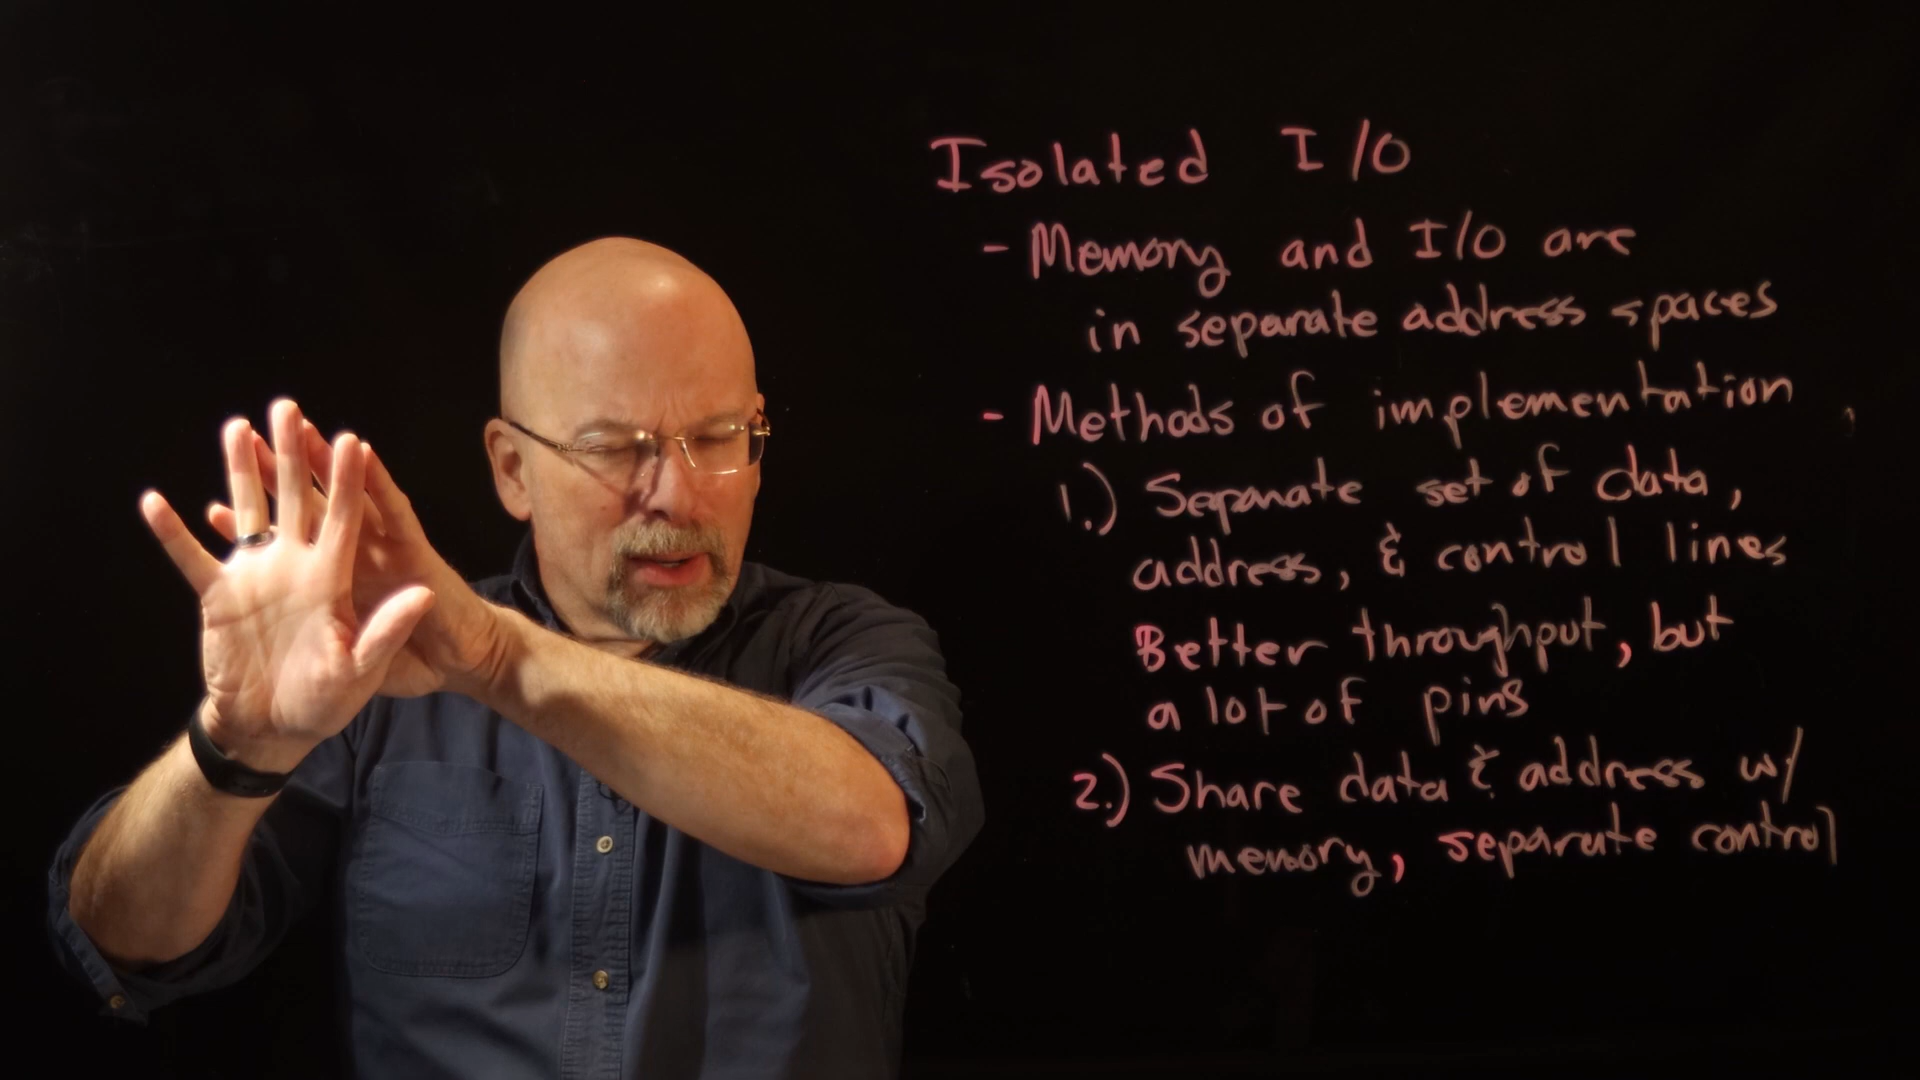 Isolated I/O
- Memory and I/O are
in separate address spaces
- Methods of implementation
1.) Separate set of data,
address, & control lines
Better throughput, but
a lot of pins
2.) Share data & address w/
memory, separate control